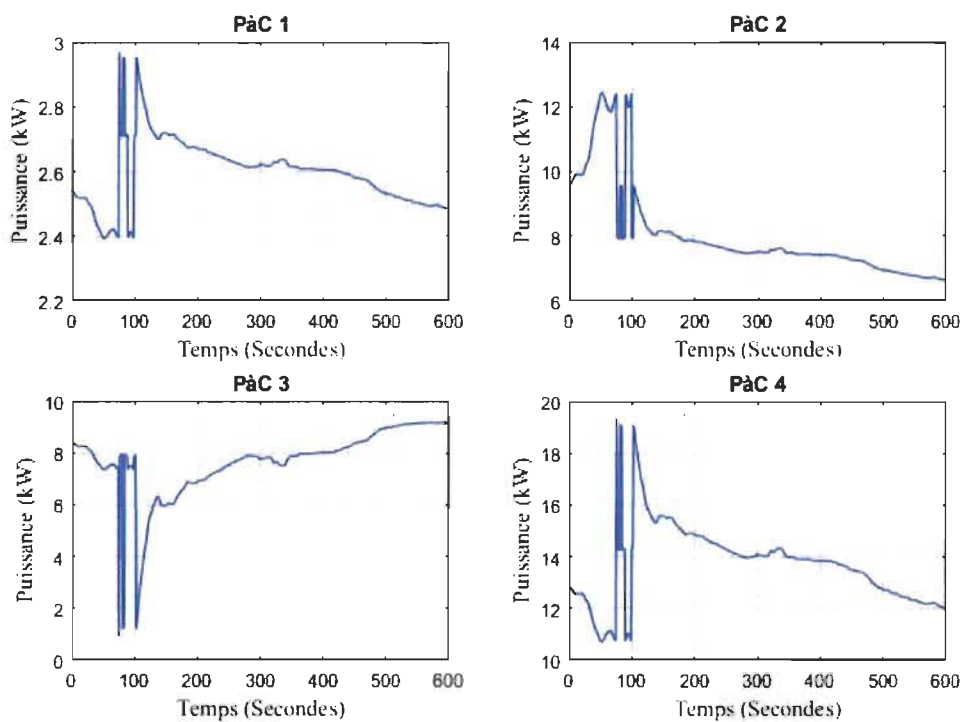 PàC 1
3
2.8
2.6
2.4
2.2
Puissance (kW)
0 100 200 300 400 500 600
Temps (Secondes)
PàC 2
14
12
10
8
6
Puissance (kW)
0 100 200 300 400 500 600
Temps (Secondes)
PàC 3
10
8
6
4
2
0
Puissance (kW)
0 100 200 300 400 500 600
Temps (Secondes)
PàC 4
20
18
16
14
12
10
Puissance (kW)
0 100 200 300 400 500 600
Temps (Secondes)